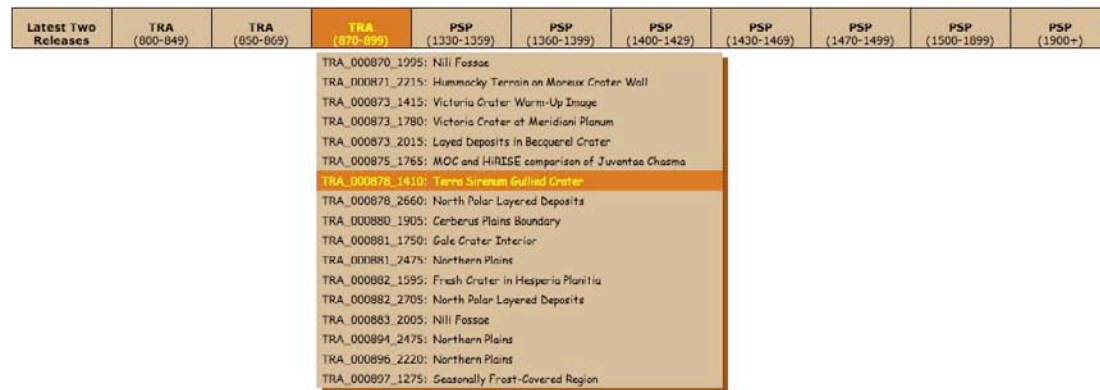 Latest Two Releases
TRA (800-849)
TRA (850-869)
TRA (870-899)
PSP (1330-1359)
PSP (1360-1399)
PSP (1400-1429)
PSP (1430-1469)
PSP (1470-1499)
PSP (1500-1899)
PSP (1900+)
TRA_000870_1995: Nili Fossae
TRA_000871_2215: Hummocky Terrain on Moreux Crater Wall
TRA_000873_1415: Victoria Crater Warm-Up Image
TRA_000873_1780: Victoria Crater at Meridiani Planum
TRA_000873_2015: Layed Deposits in Becquerel Crater
TRA_000875_1765: MOC and HiRISE comparison of Juventae Chasma
TRA_000878_1410: Terra Sirenum Gullied Crater
TRA_000878_2660: North Polar Layered Deposits
TRA_000880_1905: Cerberus Plains Boundary
TRA_000881_1750: Gale Crater Interior
TRA_000881_2475: Northern Plains
TRA_000882_1595: Fresh Crater in Hesperia Planitia
TRA_000882_2705: North Polar Layered Deposits
TRA_000883_2005: Nili Fossae
TRA_000894_2475: Northern Plains
TRA_000896_2220: Northern Plains
TRA_000897_1275: Seasonally Frost-Covered Region